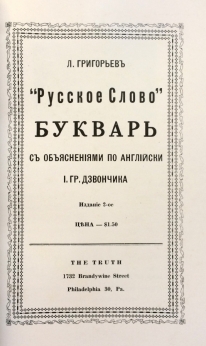 Л. ГРИГОРЬЕВЪ
"Русское Слово"
БУКВАРЬ
СЪ ОБЪЯСНЕНІЯМИ ПО АНГЛІЙСКИ
І. ГР. ДЗВОНЧИКА
Изданіе 2-ое
ЦѢНА — $1.50
THE TRUTH
1732 Brandywine Street
Philadelphia 30, Pa.